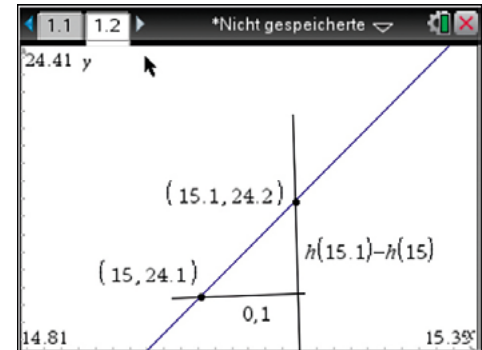 1.1 1.2 *Nicht gespeicherte
24.41 y
(15.1,24.2)
h(15.1)-h(15)
(15,24.1)
0,1
14.81 15.39